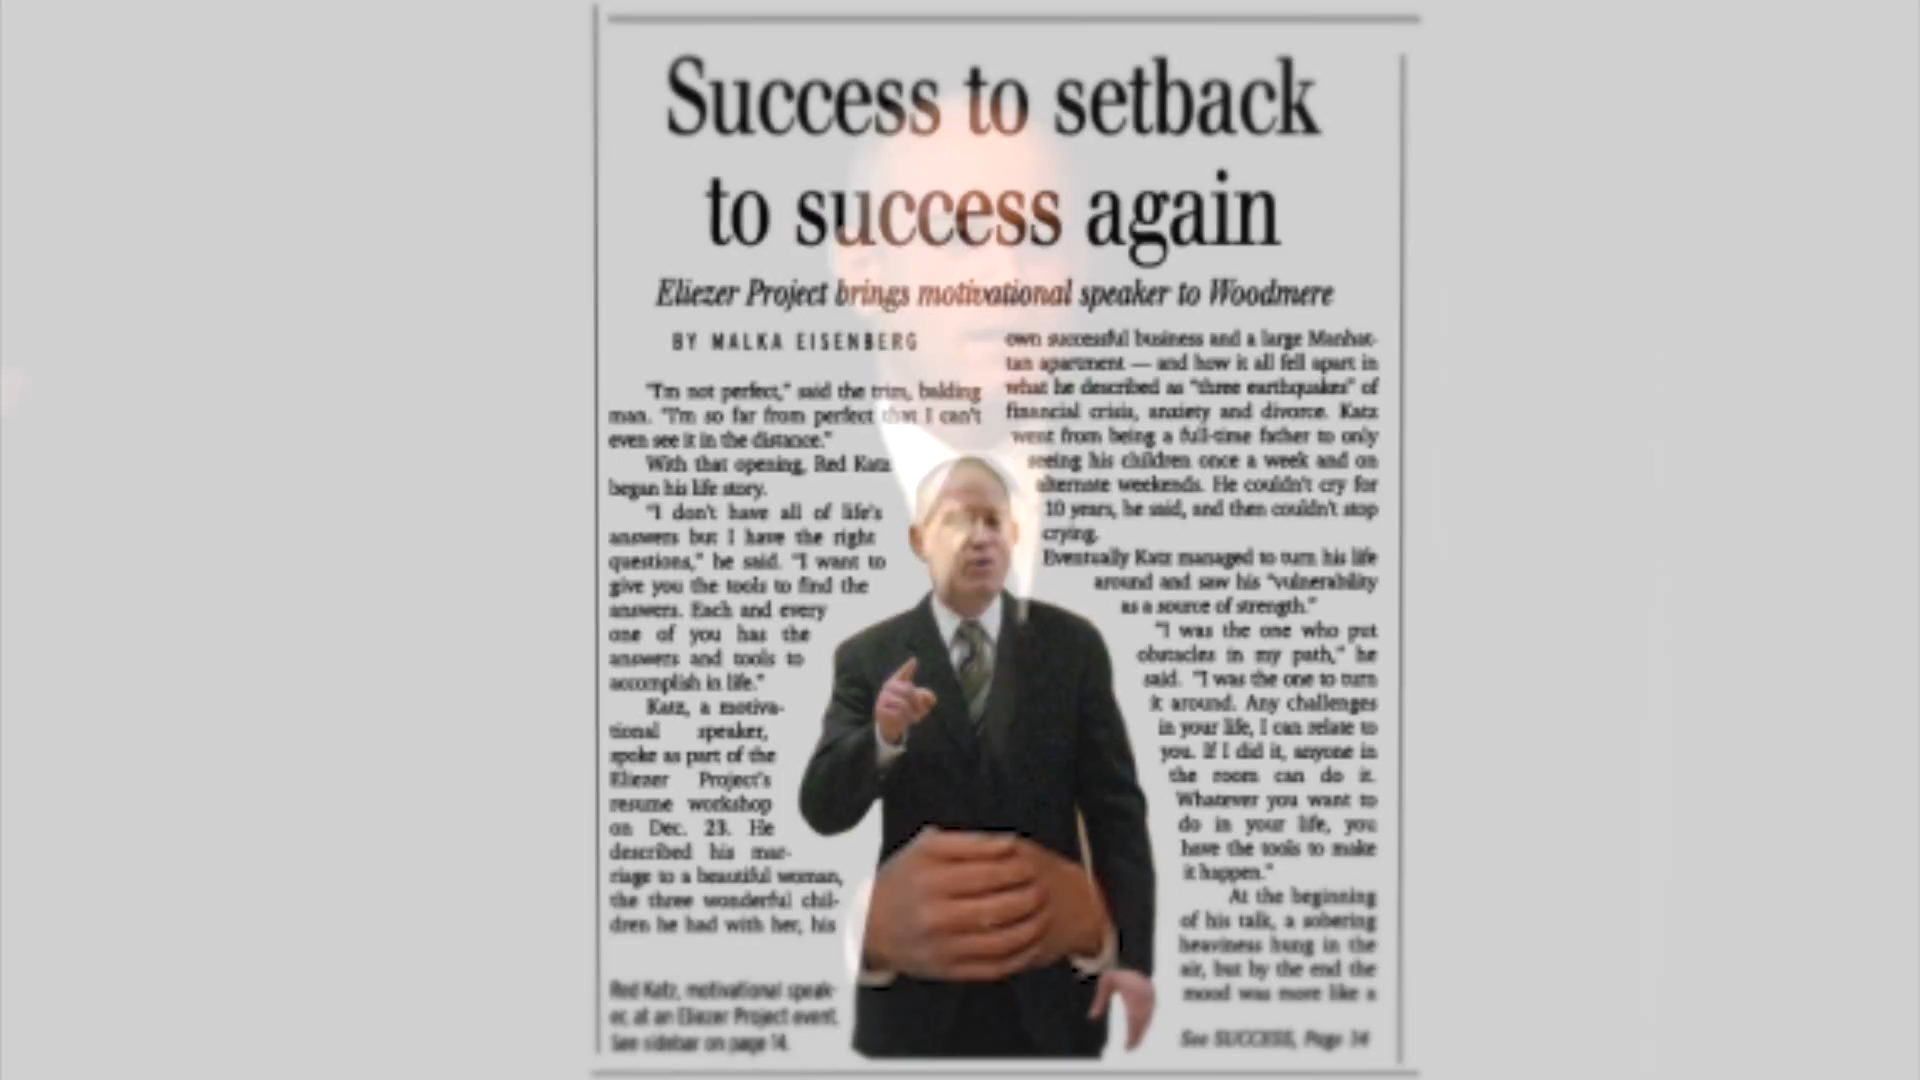 Success to setback
to success again
Eliezer Project brings motivational speaker to Woodmere
BY MALKA EISENBERG
"I'm not perfect," said the trim, balding
man. "I'm so far from perfect that I can't
even see it in the distance."
With that opening, Red Katz
began his life story.
"I don't have all of life's
answers but I have the right
questions," he said. "I want to
give you the tools to find the
answers. Each and every
one of you has the
answers and tools to
accomplish in life."
Katz, a motiva-
tional speaker,
spoke as part of the
Eliezer Project's
resume workshop
on Dec. 23. He
described his mar-
riage to a beautiful woman,
the three wonderful chil-
dren he had with her, his
own successful business and a large Manhat-
tan apartment — and how it all fell apart in
what he described as "three earthquakes" of
financial crisis, anxiety and divorce. Katz
went from being a full-time father to only
seeing his children once a week and on
alternate weekends. He couldn't cry for
10 years, he said, and then couldn't stop
crying.
Eventually Katz managed to turn his life
around and saw his "vulnerability
as a source of strength."
"I was the one who put
obstacles in my path," he
said. "I was the one to turn
it around. Any challenges
in your life, I can relate to
you. If I did it, anyone in
the room can do it.
Whatever you want to
do in your life, you
have the tools to make
it happen."
At the beginning
of his talk, a sobering
heaviness hung in the
air, but by the end the
mood was more like a
Red Katz, motivational speak-
er, at an Eliezer Project event.
See sidebar on page 14.
See SUCCESS, Page 14